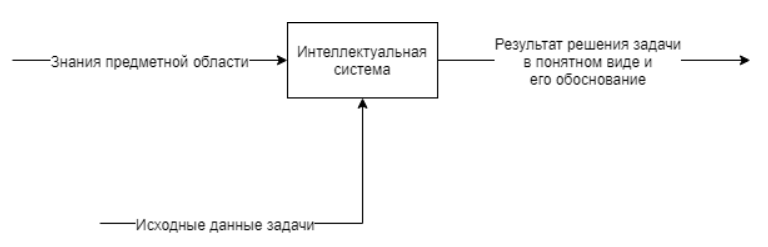 Знания предметной области
Интеллектуальная
система
Результат решения задачи
в понятном виде и
его обоснование
Исходные данные задачи